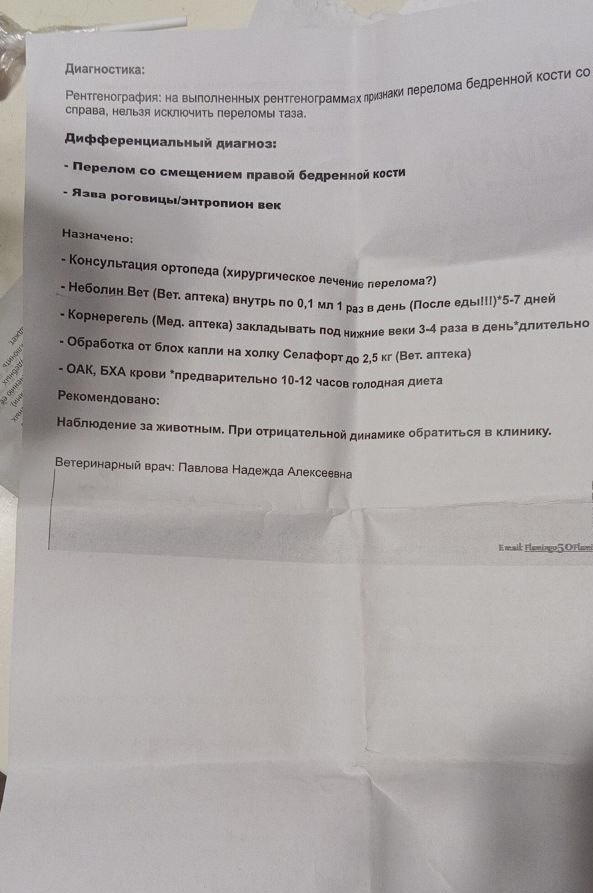 Диагностика:
Рентгенография: на выполненных рентгенограммах признаки перелома бедренной кости со
справа, нельзя исключить переломы таза.
Дифференциальный диагноз:
- Перелом со смещением правой бедренной кости
- Язва роговицы/энтропион век
Назначено:
- Консультация ортопеда (хирургическое лечение перелома?)
- Неболин Вет (Вет. аптека) внутрь по 0,1 мл 1 раз в день (После еды!!!)*5-7 дней
- Корнерегель (Мед. аптека) закладывать под нижние веки 3-4 раза в день*длительно
- Обработка от блох капли на холку Селафорт до 2,5 кг (Вет. аптека)
- ОАК, БХА крови *предварительно 10-12 часов голодная диета
Рекомендовано:
Наблюдение за животным. При отрицательной динамике обратиться в клинику.
Ветеринарный врач: Павлова Надежда Алексеевна
Email: Flamingo50Flami